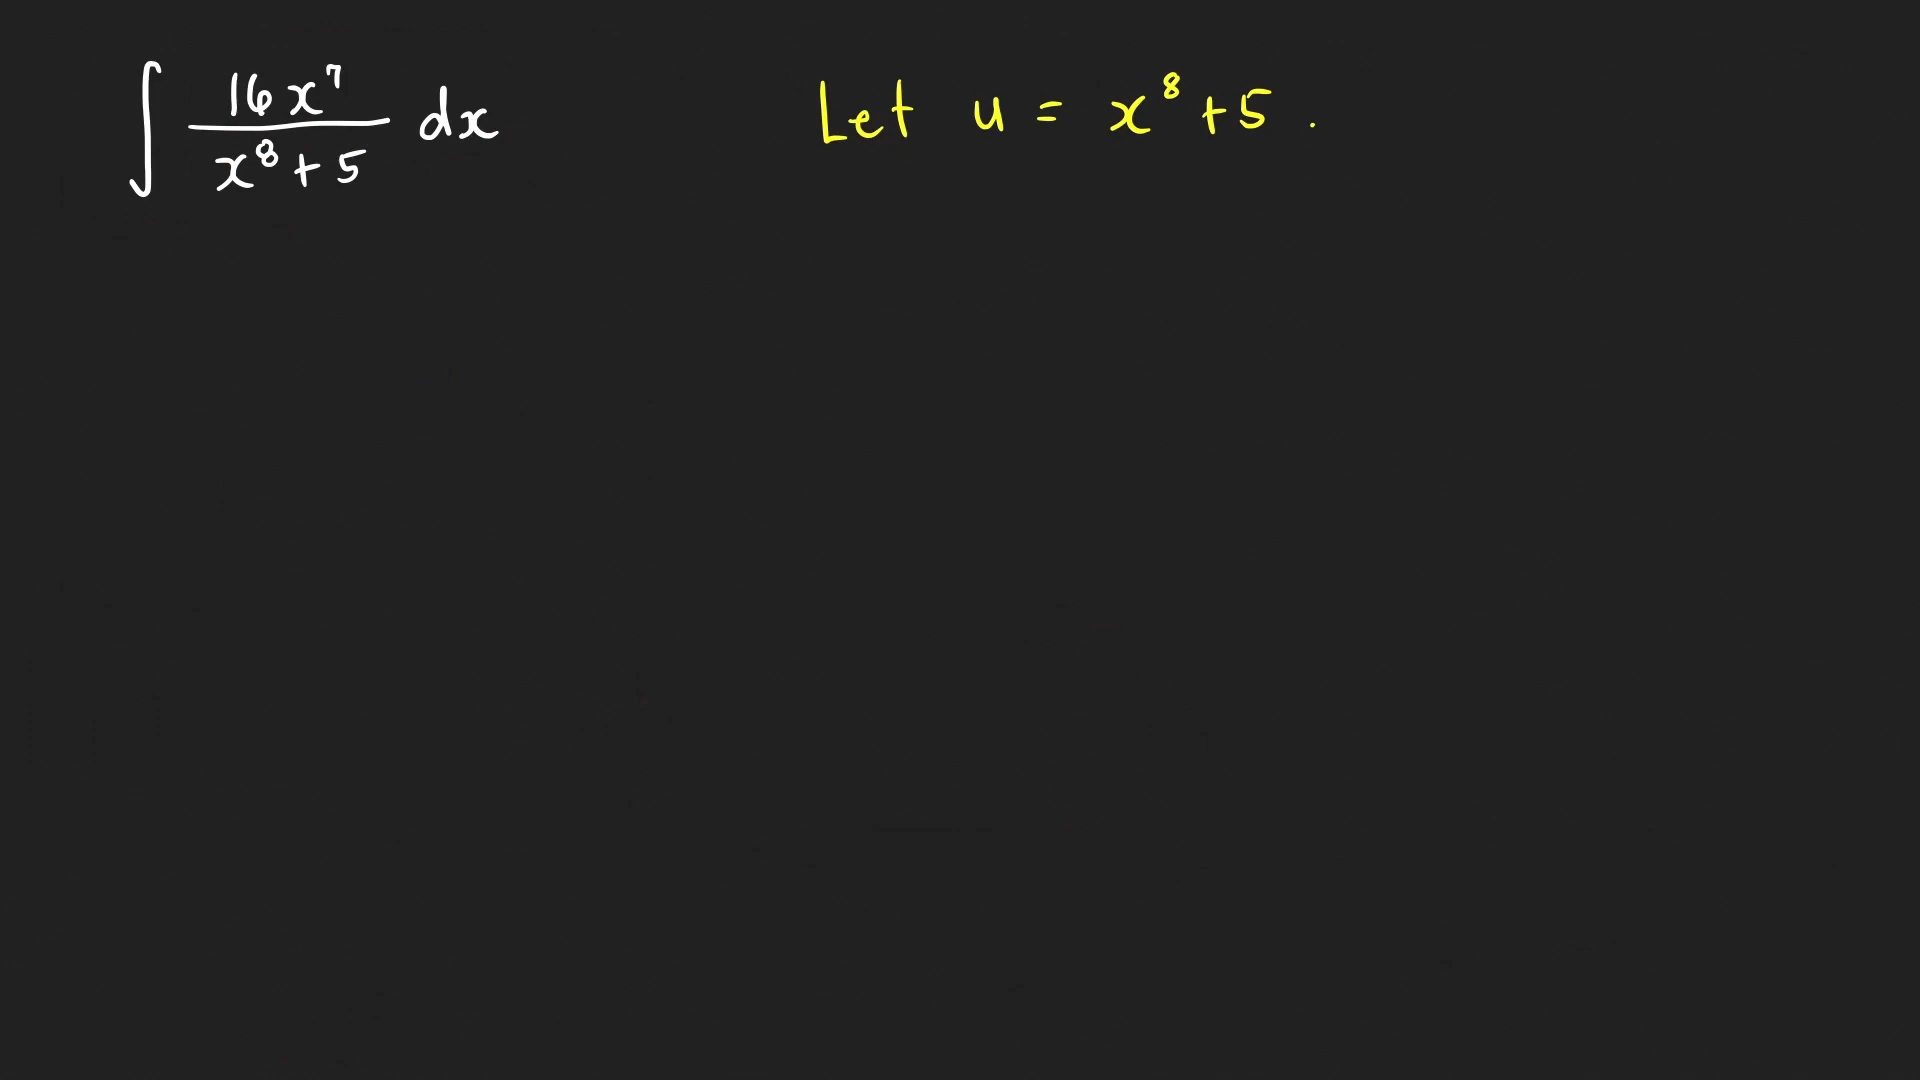 ∫ 16x⁷/(x⁸+5) dx
Let u = x⁸+5.